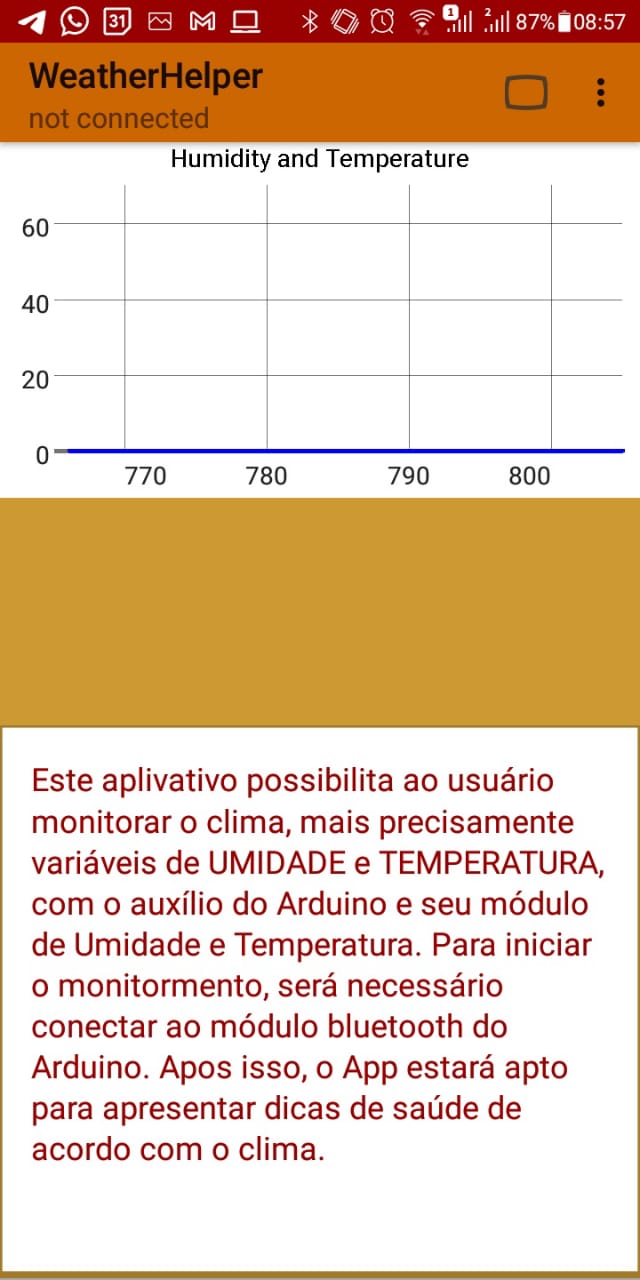 31 1 2 87% 08:57
WeatherHelper
not connected
Humidity and Temperature
60
40
20
0
770 780 790 800
Este aplivativo possibilita ao usuário
monitorar o clima, mais precisamente
variáveis de UMIDADE e TEMPERATURA,
com o auxílio do Arduino e seu módulo
de Umidade e Temperatura. Para iniciar
o monitormento, será necessário
conectar ao módulo bluetooth do
Arduino. Apos isso, o App estará apto
para apresentar dicas de saúde de
acordo com o clima.